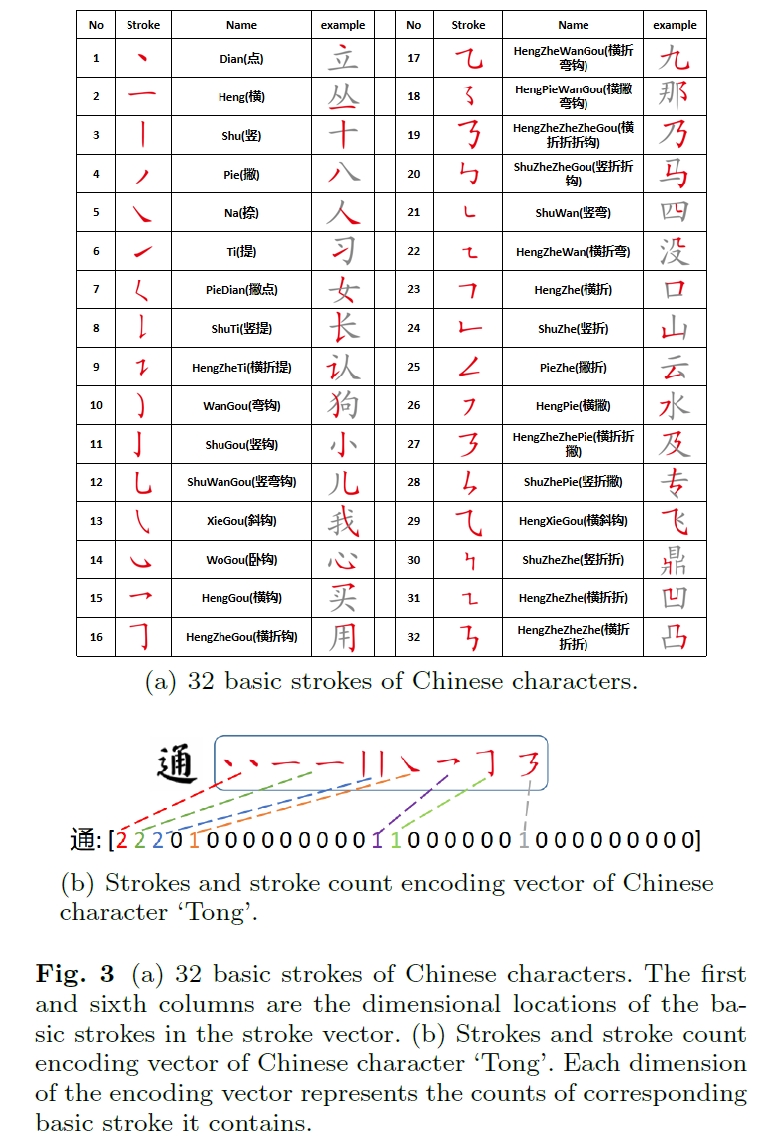 No Stroke Name example No Stroke Name example
1 丶 Dian(点) 立 17 ⺄ HengZheWanGou(横折弯钩) 九
2 一 Heng(横) 丛 18 ㇌ HengPieWanGou(横撇弯钩) 那
3 丨 Shu(竖) 十 19 ㇡ HengZheZheZheGou(横折折折钩) 乃
4 丿 Pie(撇) 八 20 ㇉ ShuZheZheGou(竖折折钩) 马
5 ㇏ Na(捺) 人 21 ㇄ ShuWan(竖弯) 四
6 ㇀ Ti(提) 习 22 ㇍ HengZheWan(横折弯) 没
7 ㇛ PieDian(撇点) 女 23 ㇕ HengZhe(横折) 口
8 ㇙ ShuTi(竖提) 长 24 ㇗ ShuZhe(竖折) 山
9 ㇊ HengZheTi(横折提) 认 25 ㇜ PieZhe(撇折) 云
10 ㇁ WanGou(弯钩) 狗 26 ㇇ HengPie(横撇) 水
11 亅 ShuGou(竖钩) 小 27 ㇋ HengZheZhePie(横折折撇) 及
12 乚 ShuWanGou(竖弯钩) 儿 28 ㇞ ShuZhePie(竖折撇) 专
13 ㇂ XieGou(斜钩) 我 29 ⺄ HengXieGou(横斜钩) 飞
14 ㇃ WoGou(卧钩) 心 30 ㇞ ShuZheZhe(竖折折) 鼎
15 ㇖ HengGou(横钩) 买 31 ㇅ HengZheZhe(横折折) 凹
16 ㇆ HengZheGou(横折钩) 用 32 ㇎ HengZheZheZhe(横折折折) 凸
(a) 32 basic strokes of Chinese characters.
通 丶丶一一丨丨㇏㇖㇆㇋
通: [2 2 2 0 1 0 0 0 0 0 0 0 0 0 1 1 0 0 0 0 0 0 1 0 0 0 0 0 0 0 0 0]
(b) Strokes and stroke count encoding vector of Chinese
character ‘Tong’.
Fig. 3 (a) 32 basic strokes of Chinese characters. The first
and sixth columns are the dimensional locations of the ba-
sic strokes in the stroke vector. (b) Strokes and stroke count
encoding vector of Chinese character ‘Tong’. Each dimension
of the encoding vector represents the counts of corresponding
basic stroke it contains.